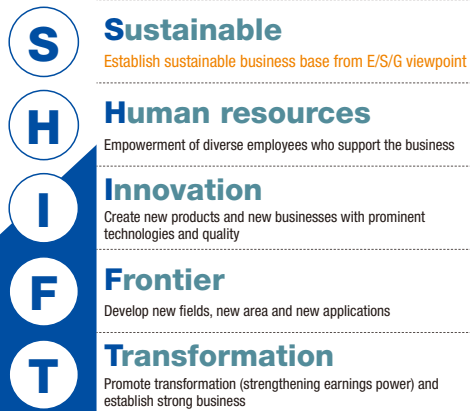 S
Sustainable
Establish sustainable business base from E/S/G viewpoint
H
Human resources
Empowerment of diverse employees who support the business
I
Innovation
Create new products and new businesses with prominent
technologies and quality
F
Frontier
Develop new fields, new area and new applications
T
Transformation
Promote transformation (strengthening earnings power) and
establish strong business